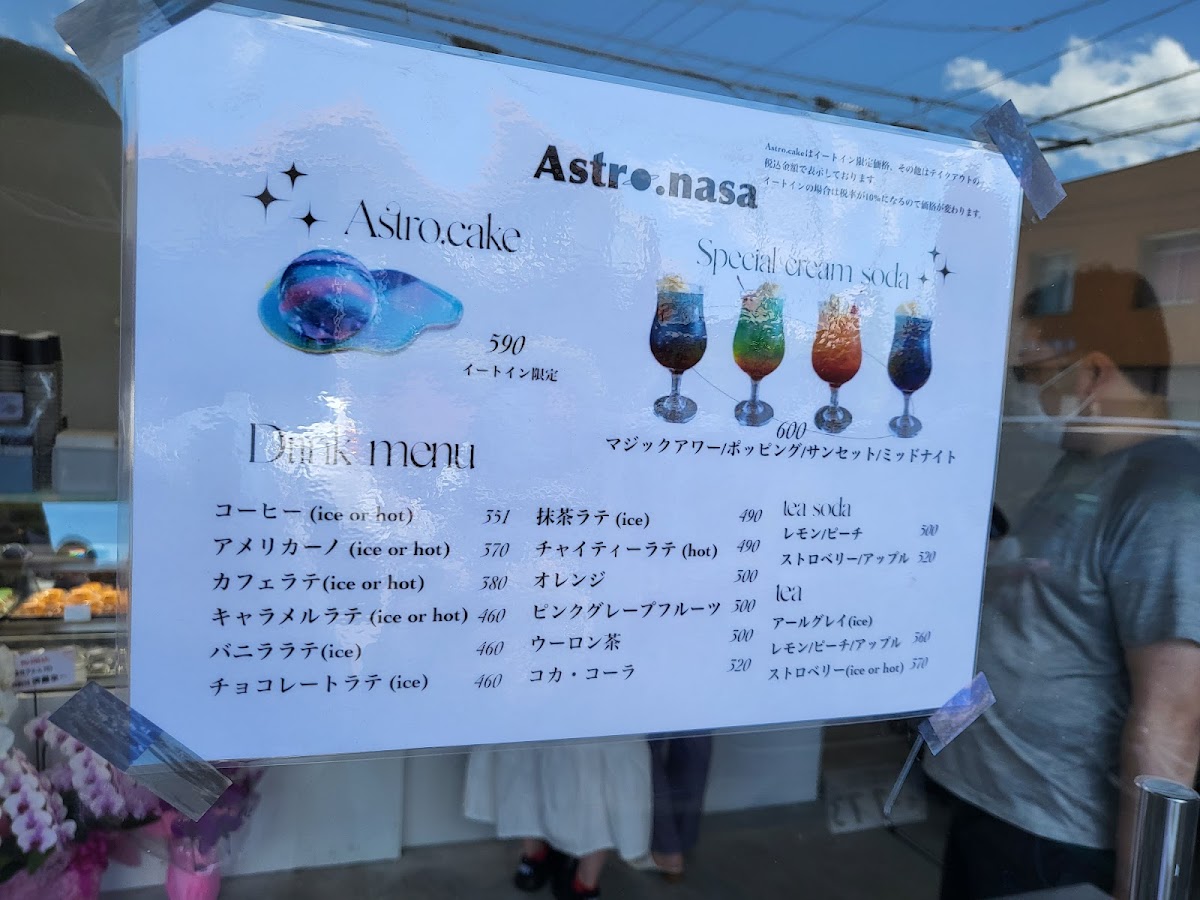 Astro.nasa
Astro.cakeはイートイン限定価格、その他はテイクアウトの
税込金額で表示しております。
イートインの場合は税率が10%になるので価格が変わります。
Astro.cake
590
イートイン限定
Special cream soda
600
マジックアワー/ポッピング/サンセット/ミッドナイト
Drink menu
コーヒー (ice or hot) 351
アメリカーノ (ice or hot) 370
カフェラテ(ice or hot) 380
キャラメルラテ (ice or hot) 460
バニララテ(ice) 460
チョコレートラテ (ice) 460
抹茶ラテ (ice) 490
チャイティーラテ (hot) 490
オレンジ 300
ピンクグレープフルーツ 300
ウーロン茶 300
コカ・コーラ 320
tea soda
レモン/ピーチ 500
ストロベリー/アップル 520
tea
アールグレイ(ice)
レモン/ピーチ/アップル 360
ストロベリー(ice or hot) 370